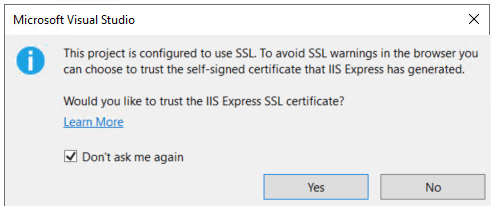 Microsoft Visual Studio
This project is configured to use SSL. To avoid SSL warnings in the browser you
can choose to trust the self-signed certificate that IIS Express has generated.
Would you like to trust the IIS Express SSL certificate?
Learn More
Don't ask me again
Yes No